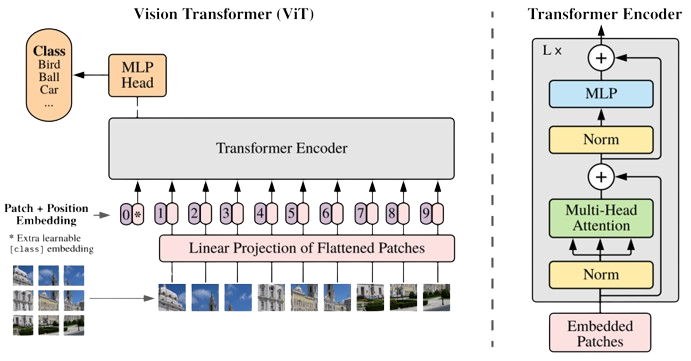 Vision Transformer (ViT)
Class
Bird
Ball
Car
...
MLP
Head
Transformer Encoder
Patch + Position
Embedding
0 * 1 2 3 4 5 6 7 8 9
* Extra learnable
[class] embedding
Linear Projection of Flattened Patches
Transformer Encoder
L x
+
MLP
Norm
+
Multi-Head
Attention
Norm
Embedded
Patches